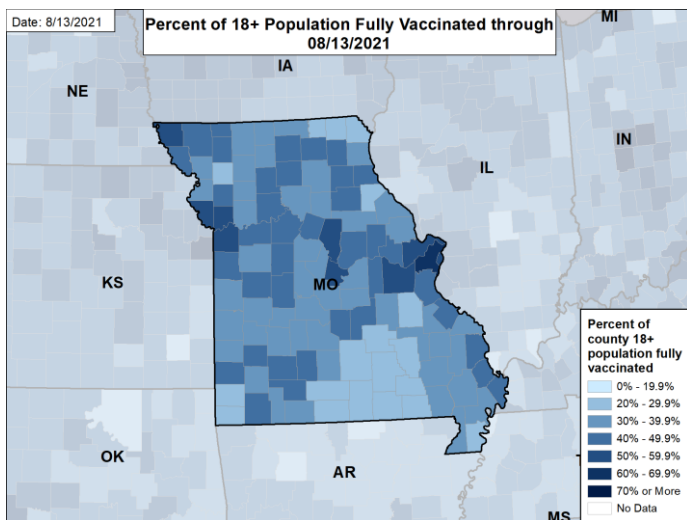 Date: 8/13/2021
Percent of 18+ Population Fully Vaccinated through
08/13/2021
MI
IA
NE
IN
IL
KS
MO
OK
AR
MS
Percent of
county 18+
population fully
vaccinated
0% - 19.9%
20% - 29.9%
30% - 39.9%
40% - 49.9%
50% - 59.9%
60% - 69.9%
70% or More
No Data